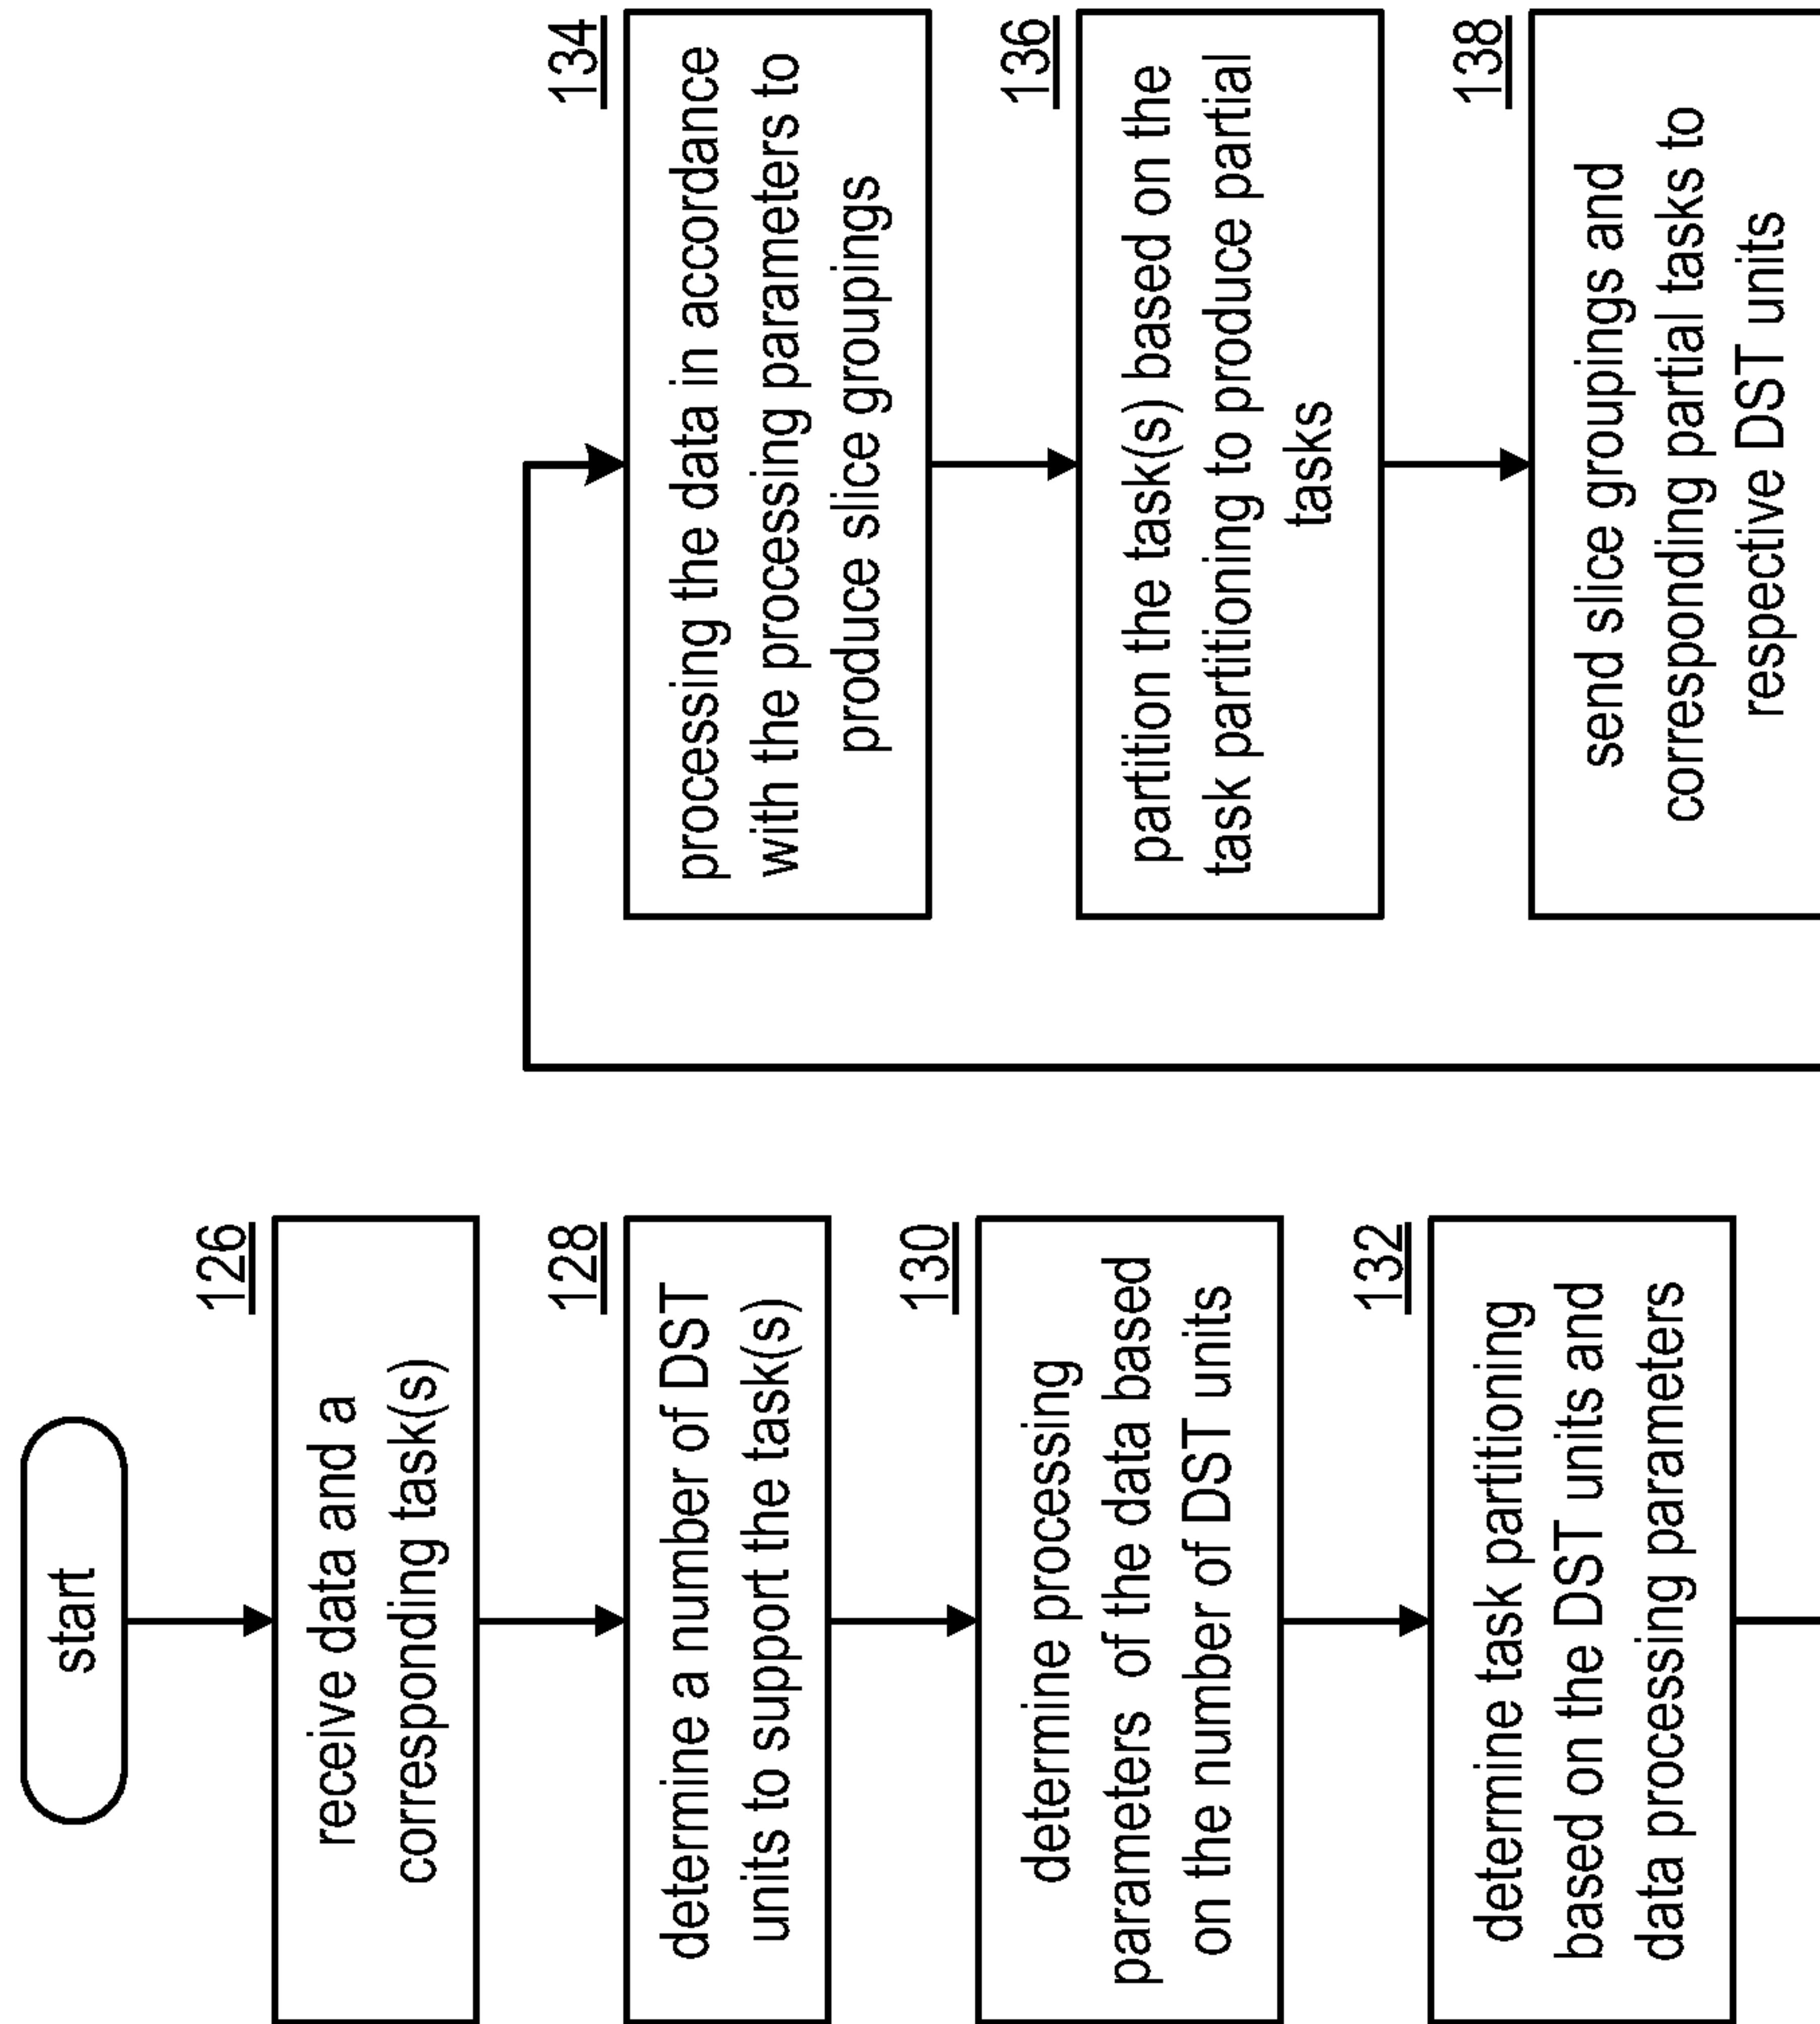 start
126
receive data and a
corresponding task(s)
128
determine a number of DST
units to support the task(s)
130
determine processing
parameters of the data based
on the number of DST units
132
determine task partitioning
based on the DST units and
data processing parameters
134
processing the data in accordance
with the processing parameters to
produce slice groupings
136
partition the task(s) based on the
task partitioning to produce partial
tasks
138
send slice groupings and
corresponding partial tasks to
respective DST units